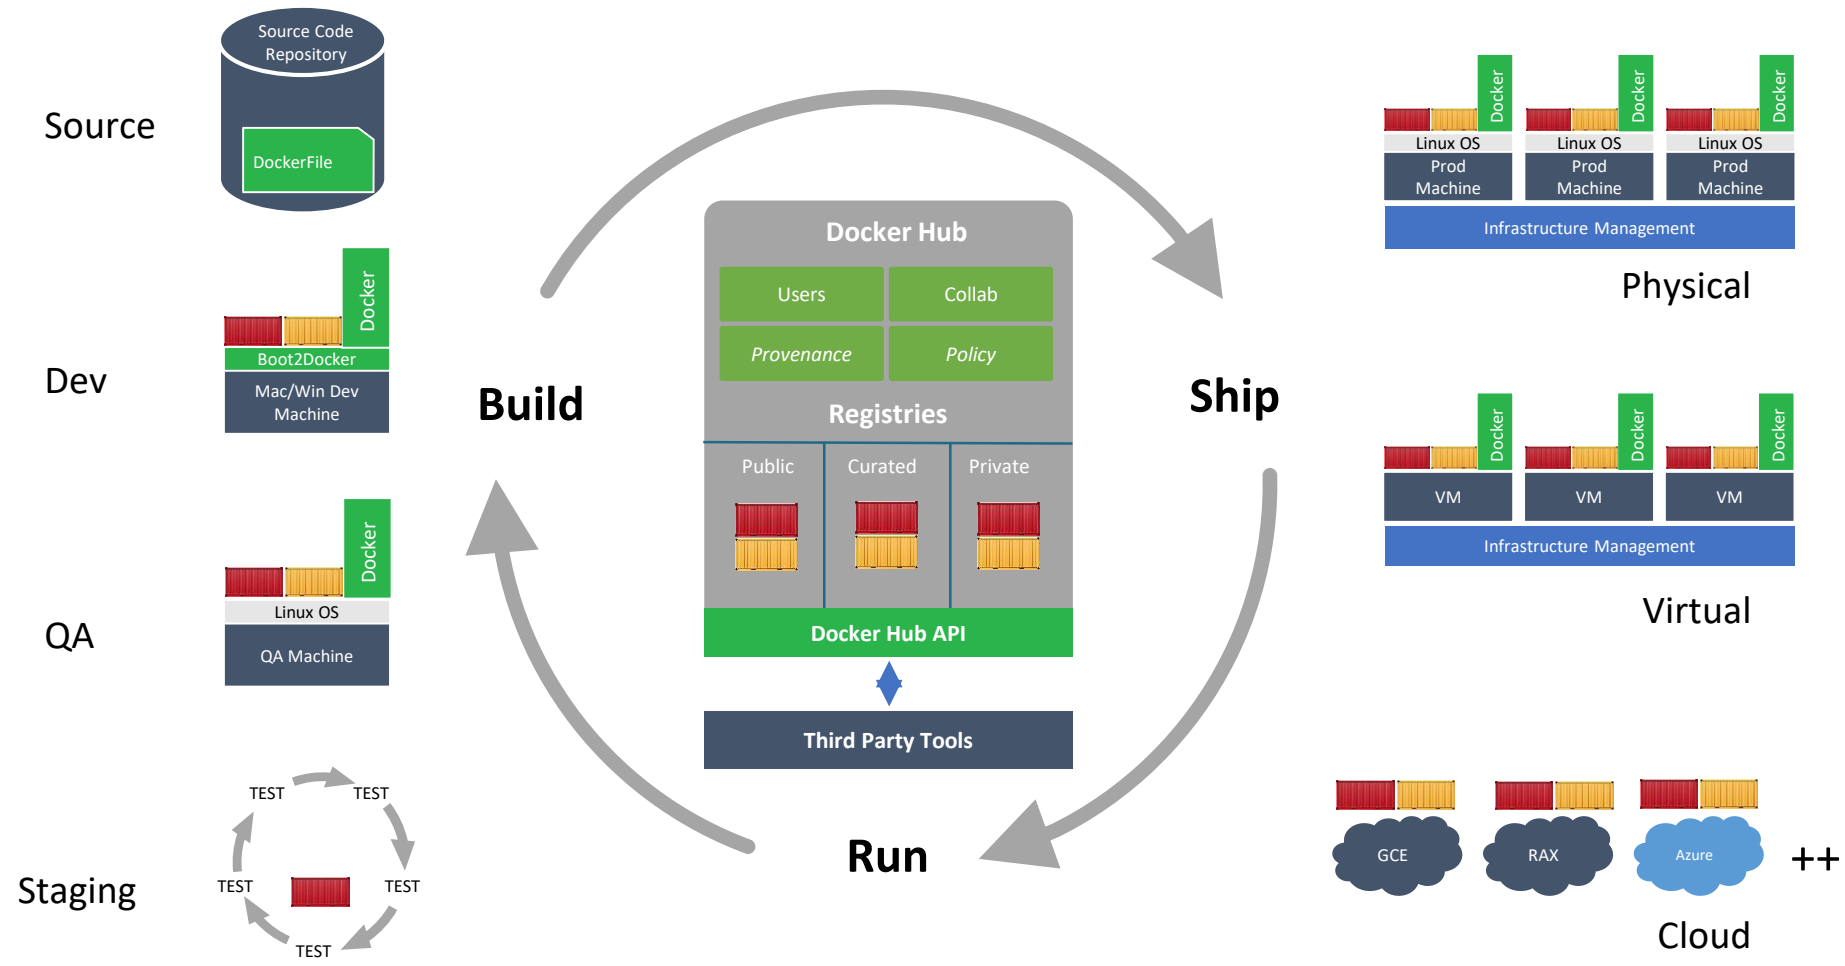 Source
Source Code
Repository
DockerFile
Dev
Docker
Boot2Docker
Mac/Win Dev
Machine
QA
Docker
Linux OS
QA Machine
Staging
TEST
TEST
TEST
TEST
TEST
Build
Docker Hub
Users
Collab
Provenance
Policy
Registries
Public
Curated
Private
Docker Hub API
Third Party Tools
Ship
Run
Docker
Docker
Docker
Linux OS
Linux OS
Linux OS
Prod
Machine
Prod
Machine
Prod
Machine
Infrastructure Management
Physical
Docker
Docker
Docker
VM
VM
VM
Infrastructure Management
Virtual
GCE
RAX
Azure
++
Cloud